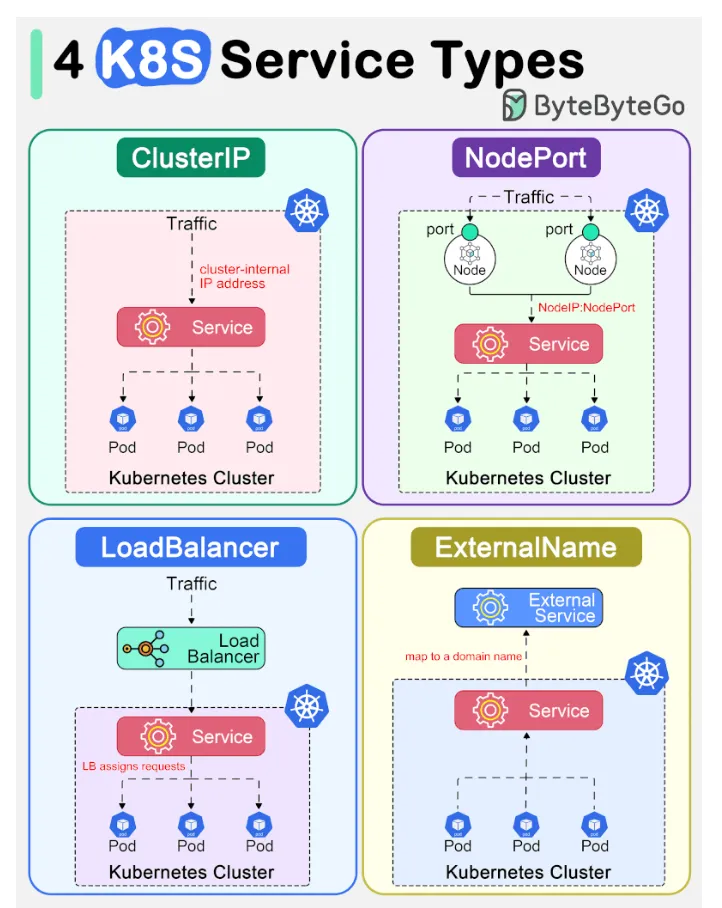 4 K8S Service Types
ByteByteGo
ClusterIP
Traffic
cluster-internal
IP address
Service
Pod Pod Pod
Kubernetes Cluster
NodePort
Traffic
port port
Node Node
NodeIP:NodePort
Service
Pod Pod Pod
Kubernetes Cluster
LoadBalancer
Traffic
Load
Balancer
Service
LB assigns requests
Pod Pod Pod
Kubernetes Cluster
ExternalName
External
Service
map to a domain name
Service
Pod Pod Pod
Kubernetes Cluster